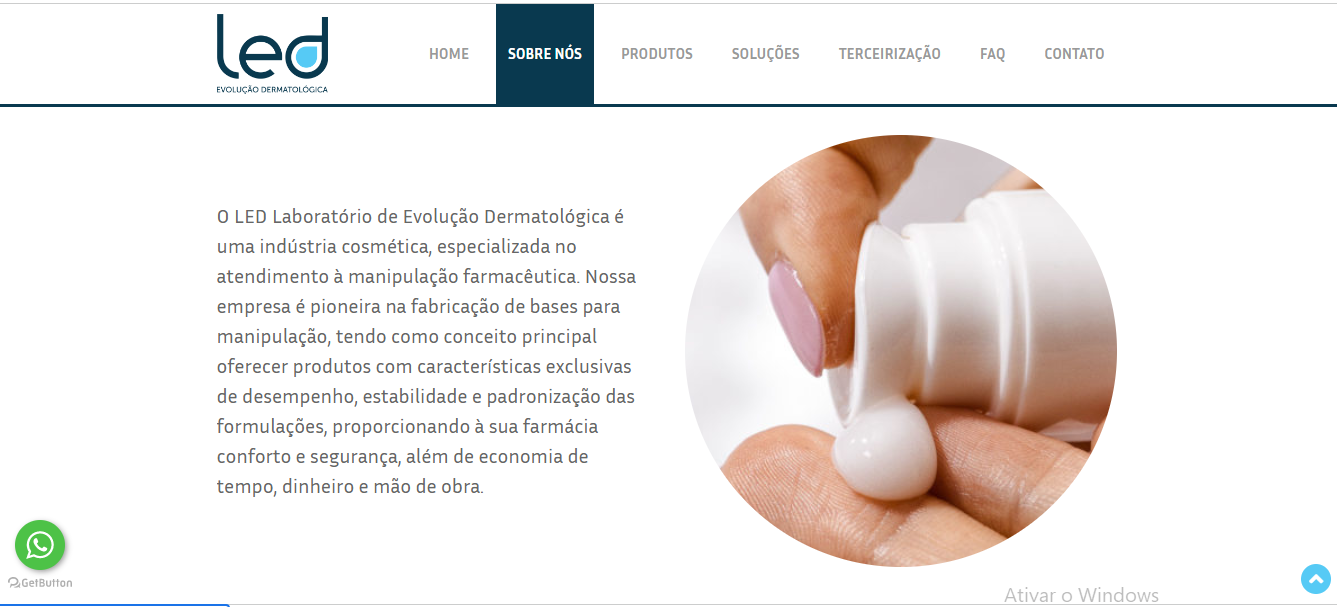 led
EVOLUÇÃO DERMATOLÓGICA
HOME
SOBRE NÓS
PRODUTOS
SOLUÇÕES
TERCEIRIZAÇÃO
FAQ
CONTATO
O LED Laboratório de Evolução Dermatológica é
uma indústria cosmética, especializada no
atendimento à manipulação farmacêutica. Nossa
empresa é pioneira na fabricação de bases para
manipulação, tendo como conceito principal
oferecer produtos com características exclusivas
de desempenho, estabilidade e padronização das
formulações, proporcionando à sua farmácia
conforto e segurança, além de economia de
tempo, dinheiro e mão de obra.
GetButton
Ativar o Windows